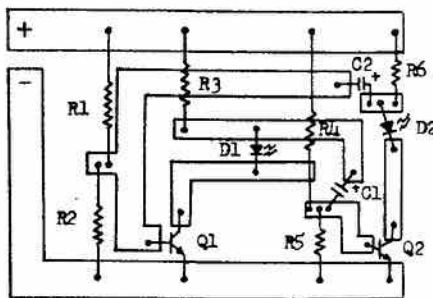 +
C2
+
R6
-
R3
R1
R4
D2
D1
+
C1
R2
Q1
R5
Q2